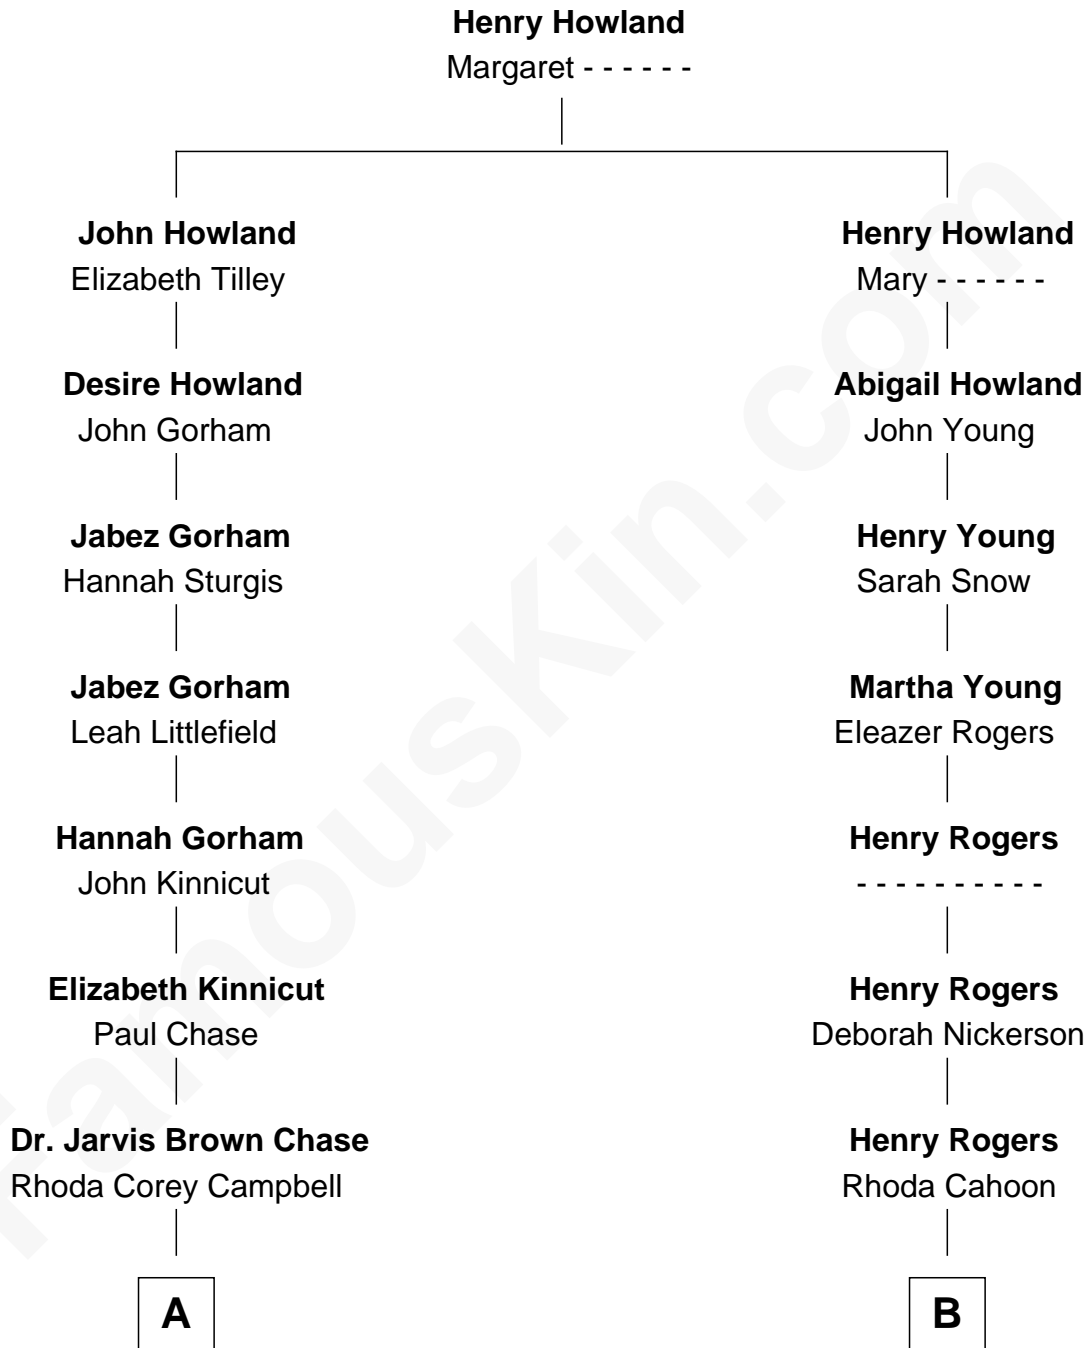 Henry Howland
Margaret - - - - - -
John Howland
Elizabeth Tilley
Henry Howland
Mary - - - - - -
Desire Howland
John Gorham
Abigail Howland
John Young
Jabez Gorham
Hannah Sturgis
Henry Young
Sarah Snow
Jabez Gorham
Leah Littlefield
Martha Young
Eleazer Rogers
Hannah Gorham
John Kinnicut
Henry Rogers
- - - - - - - - - -
Elizabeth Kinnicut
Paul Chase
Henry Rogers
Deborah Nickerson
Dr. Jarvis Brown Chase
Rhoda Corey Campbell
Henry Rogers
Rhoda Cahoon
A
B
FamousKin.com